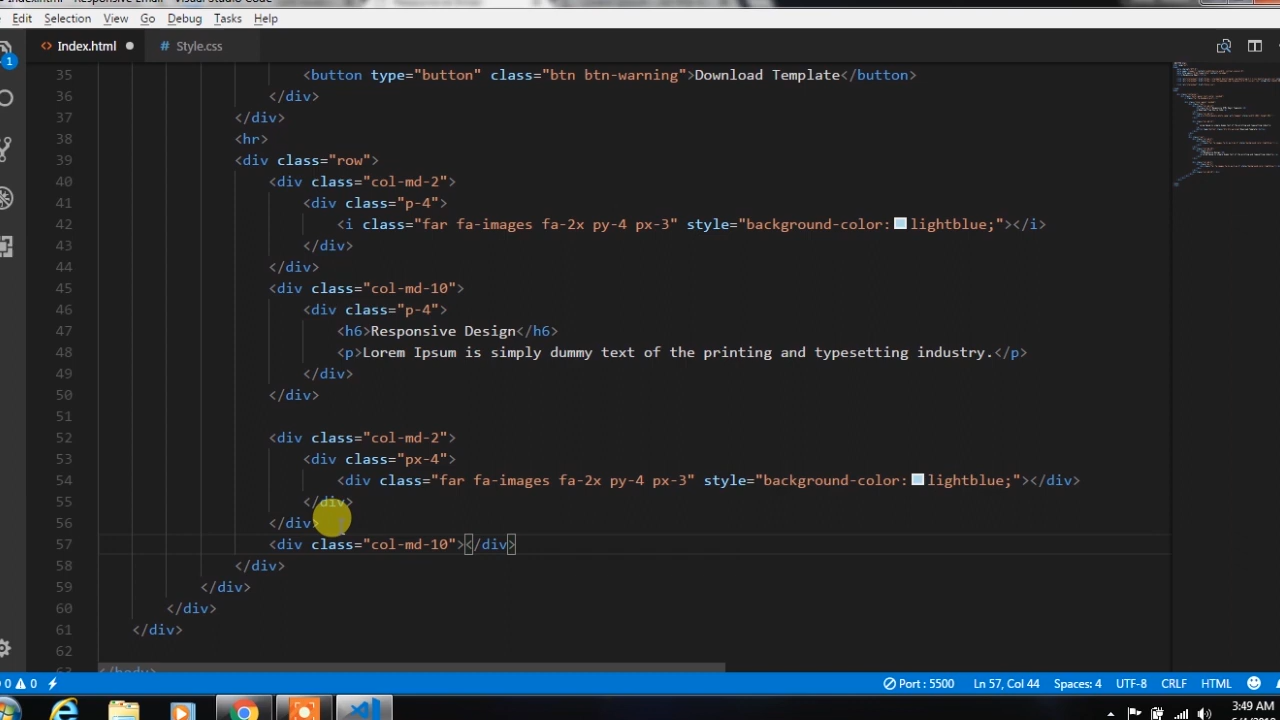 Edit Selection View Go Debug Tasks Help
Index.html Style.css
1
35 <button type="button" class="btn btn-warning">Download Template</button>
36 </div>
37 </div>
38 <hr>
39 <div class="row">
40 <div class="col-md-2">
41 <div class="p-4">
42 <i class="far fa-images fa-2x py-4 px-3" style="background-color:lightblue;"></i>
43 </div>
44 </div>
45 <div class="col-md-10">
46 <div class="p-4">
47 <h6>Responsive Design</h6>
48 <p>Lorem Ipsum is simply dummy text of the printing and typesetting industry.</p>
49 </div>
50 </div>
51
52 <div class="col-md-2">
53 <div class="px-4">
54 <div class="far fa-images fa-2x py-4 px-3" style="background-color:lightblue;"></div>
55 </div>
56 </div>
57 <div class="col-md-10"></div>
58 </div>
59 </div>
60 </div>
61 </div>
62
63 </body>
0 0 Port : 5500 Ln 57, Col 44 Spaces: 4 UTF-8 CRLF HTML
3:49 AM